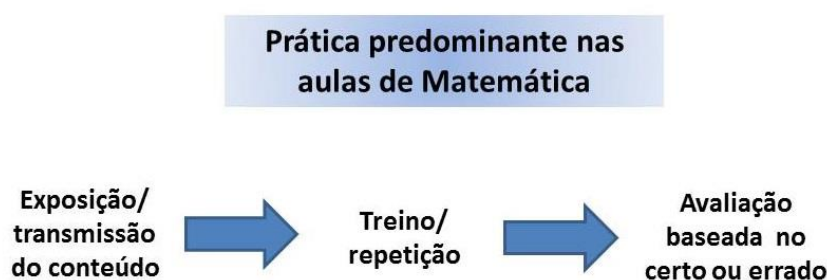 Prática predominante nas
aulas de Matemática
Exposição/
transmissão
do conteúdo
Treino/
repetição
Avaliação
baseada no
certo ou errado